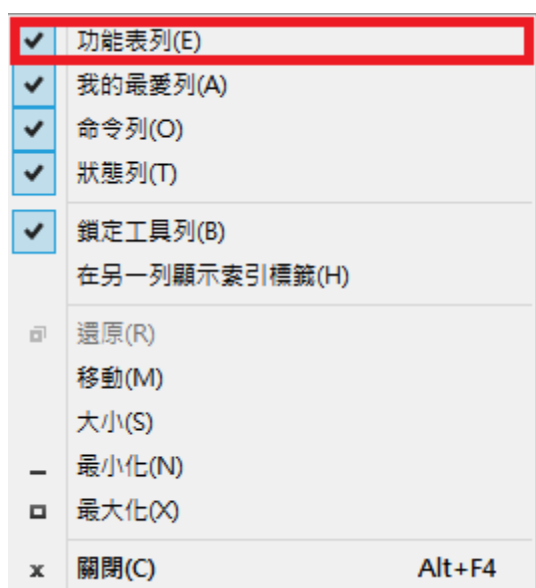 功能表列(E)
我的最愛列(A)
命令列(O)
狀態列(T)
鎖定工具列(B)
在另一列顯示索引標籤(H)
還原(R)
移動(M)
大小(S)
最小化(N)
最大化(X)
關閉(C) Alt+F4